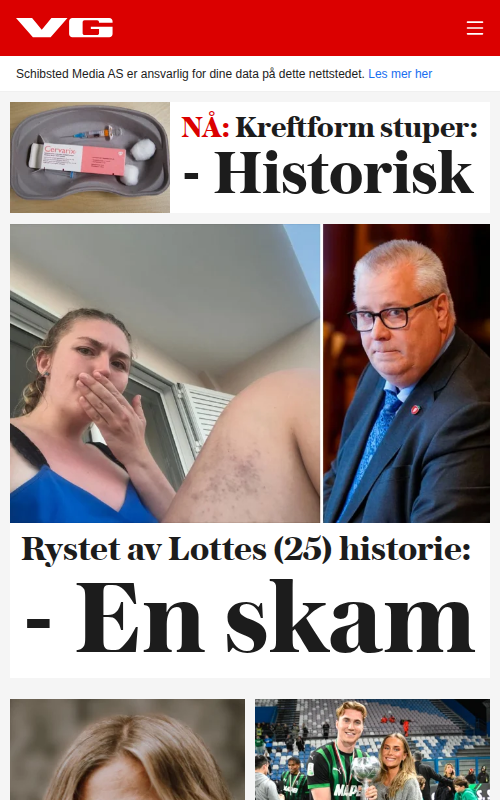 VG
Schibsted Media AS er ansvarlig for dine data på dette nettstedet. Les mer her
Cervarix
NÅ: Kreftform stuper:
- Historisk
Rystet av Lottes (25) historie:
- En skam